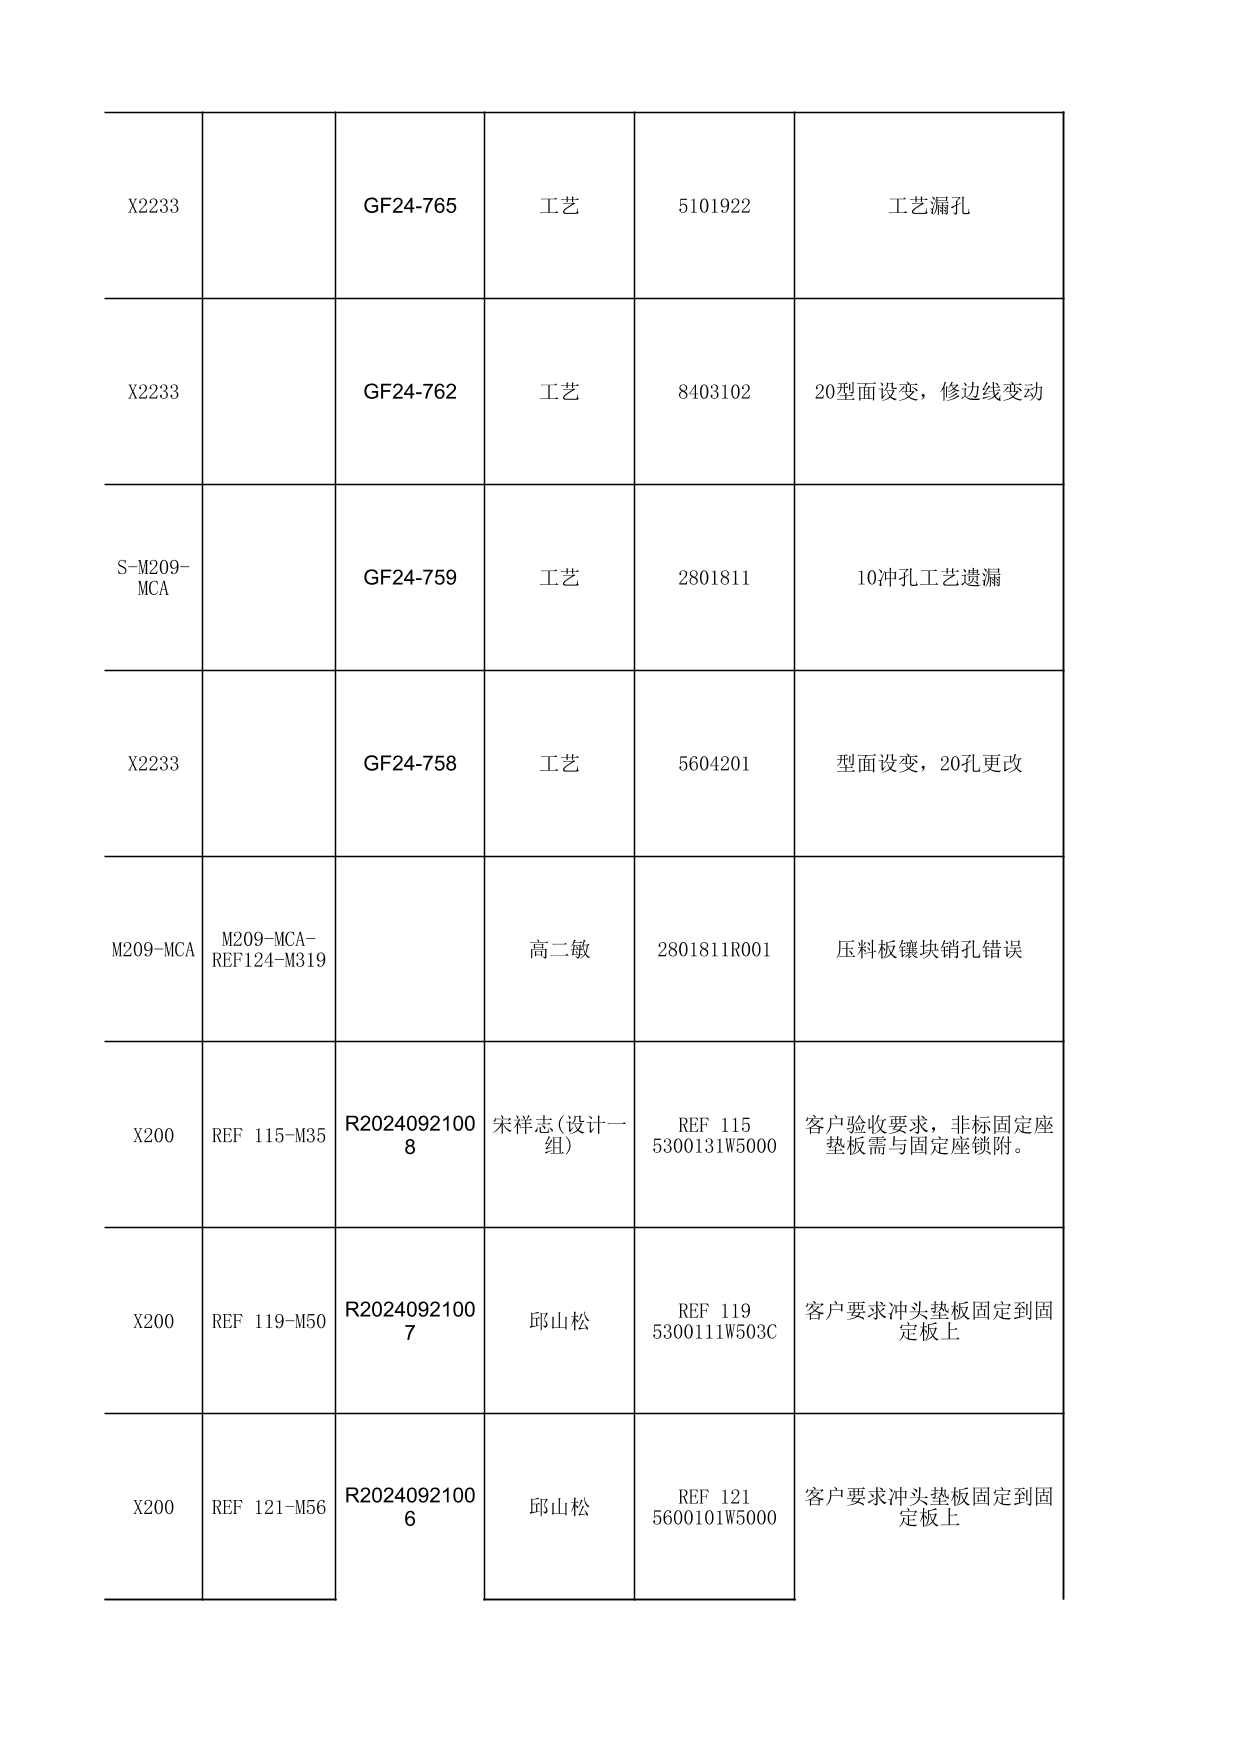 X2233 GF24-765 工艺 5101922 工艺漏孔
X2233 GF24-762 工艺 8403102 20型面设变，修边线变动
S-M209-
MCA
GF24-759 工艺 2801811 10冲孔工艺遗漏
X2233 GF24-758 工艺 5604201 型面设变，20孔更改
M209-MCA
M209-MCA-
REF124-M319
高二敏 2801811R001 压料板镶块销孔错误
X200 REF 115-M35
R2024092100
8
宋祥志(设计一
组)
REF 115
5300131W5000
客户验收要求，非标固定座
垫板需与固定座锁附。
X200 REF 119-M50
R2024092100
7
邱山松
REF 119
5300111W503C
客户要求冲头垫板固定到固
定板上
X200 REF 121-M56
R2024092100
6
邱山松
REF 121
5600101W5000
客户要求冲头垫板固定到固
定板上